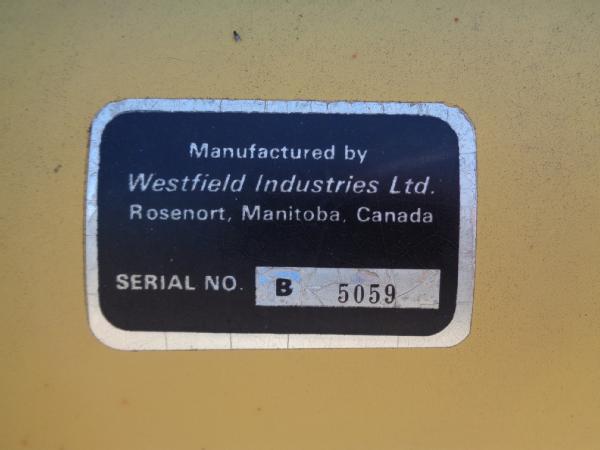 Manufactured by
Westfield Industries Ltd.
Rosenort, Manitoba, Canada
SERIAL NO. B 5059